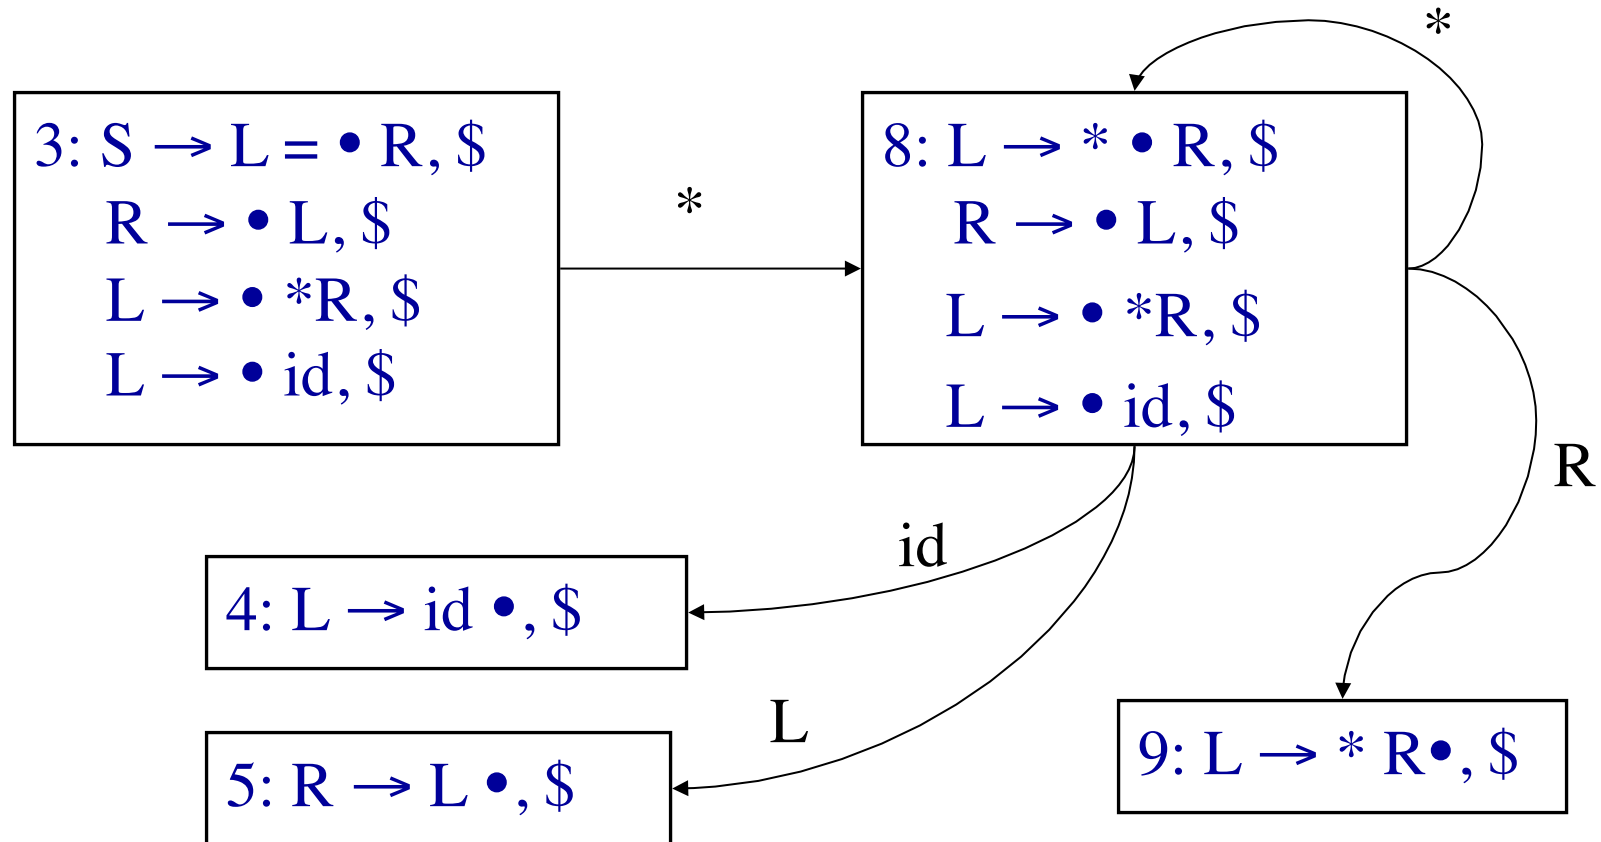 *
3: S → L = • R, $
R → • L, $
L → • *R, $
L → • id, $
*
8: L → * • R, $
R → • L, $
L → • *R, $
L → • id, $
R
id
4: L → id •, $
L
5: R → L •, $
9: L → * R•, $